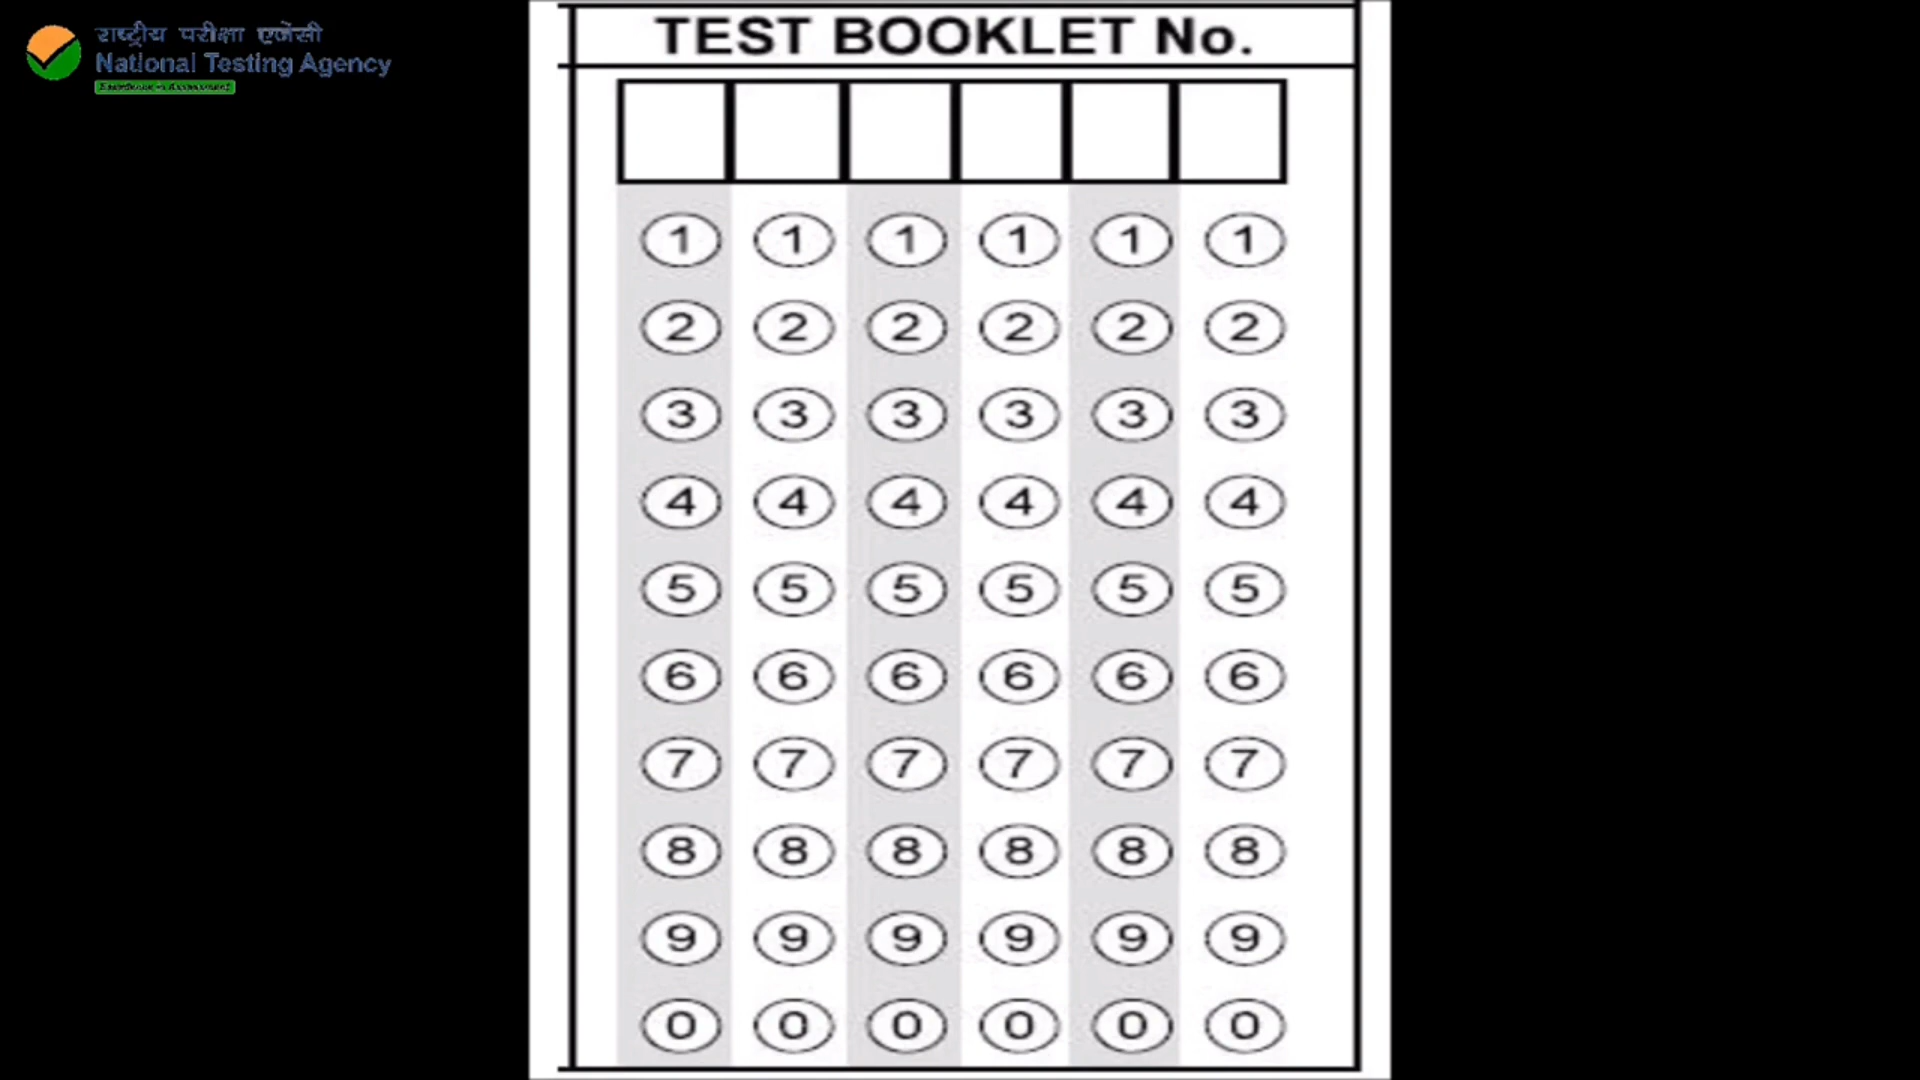 राष्ट्रीय परीक्षा एजेंसी
National Testing Agency
Excellence in Assessment
TEST BOOKLET No.
1 1 1 1 1 1
2 2 2 2 2 2
3 3 3 3 3 3
4 4 4 4 4 4
5 5 5 5 5 5
6 6 6 6 6 6
7 7 7 7 7 7
8 8 8 8 8 8
9 9 9 9 9 9
0 0 0 0 0 0